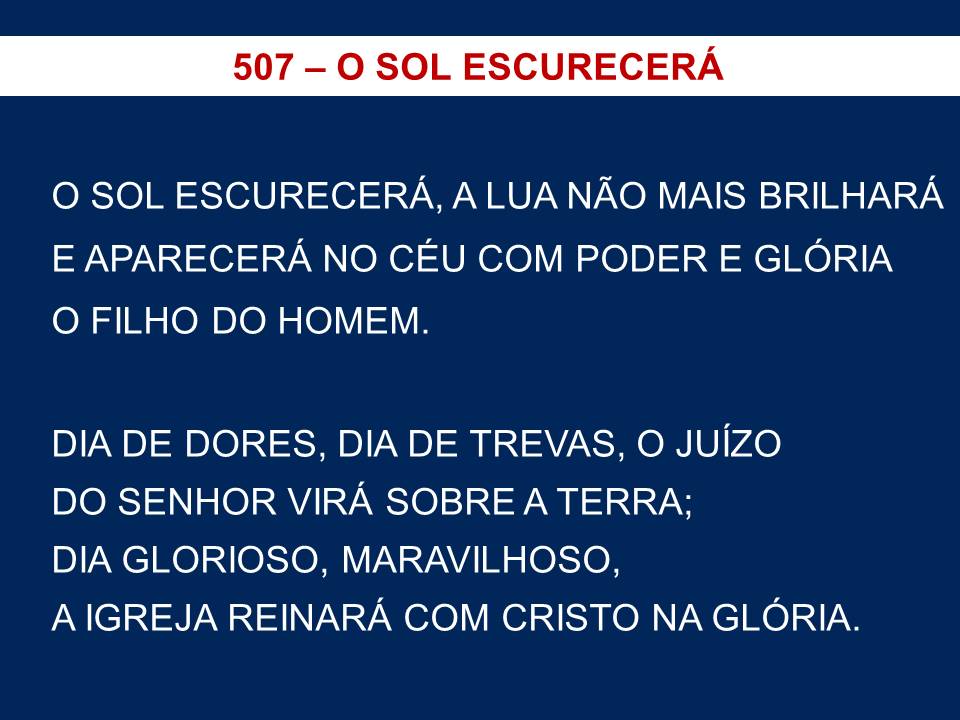 507 – O SOL ESCURECERÁ
O SOL ESCURECERÁ, A LUA NÃO MAIS BRILHARÁ
E APARECERÁ NO CÉU COM PODER E GLÓRIA
O FILHO DO HOMEM.
DIA DE DORES, DIA DE TREVAS, O JUÍZO
DO SENHOR VIRÁ SOBRE A TERRA;
DIA GLORIOSO, MARAVILHOSO,
A IGREJA REINARÁ COM CRISTO NA GLÓRIA.